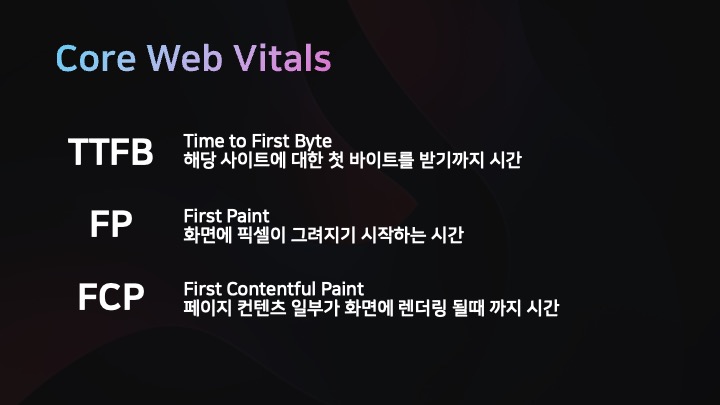 Core Web Vitals
TTFB
Time to First Byte
해당 사이트에 대한 첫 바이트를 받기까지 시간
FP
First Paint
화면에 픽셀이 그려지기 시작하는 시간
FCP
First Contentful Paint
페이지 컨텐츠 일부가 화면에 렌더링 될때 까지 시간